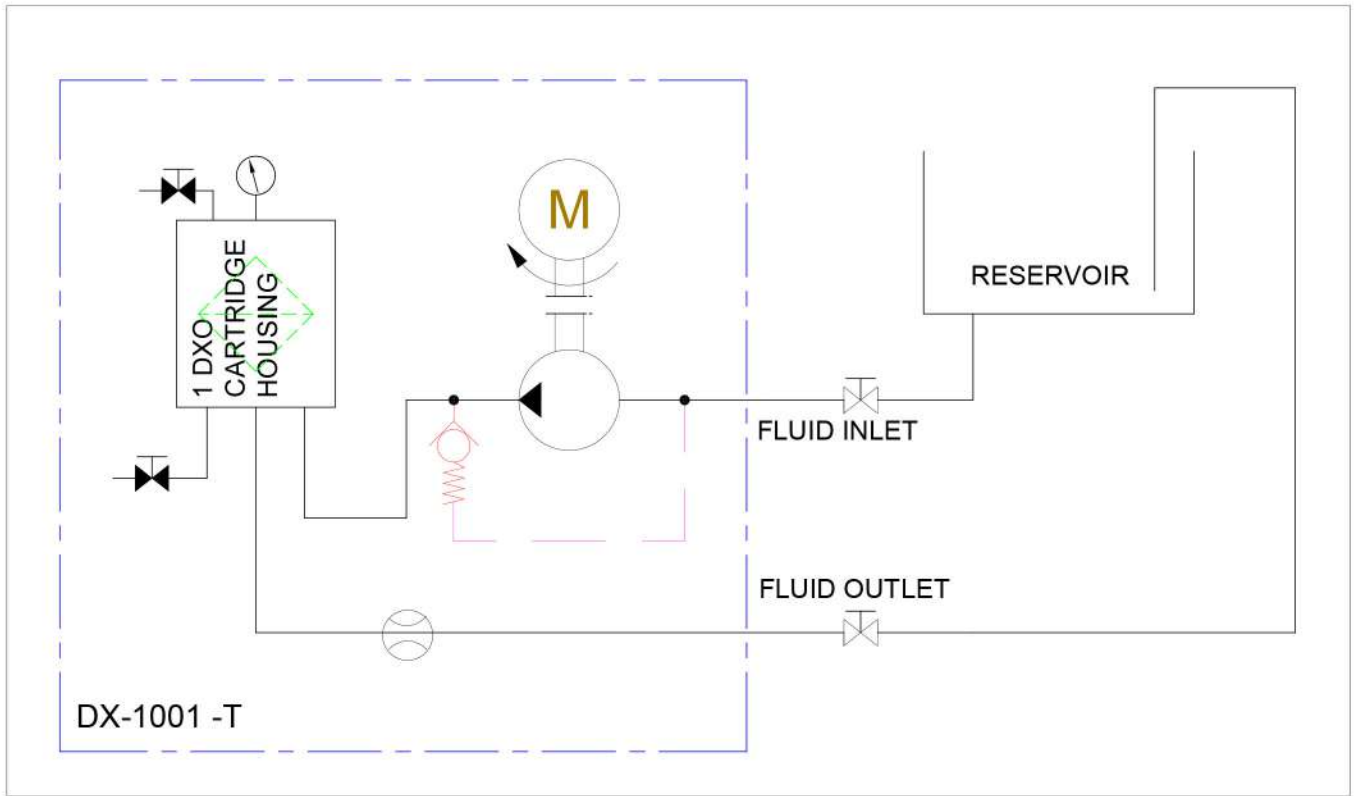 M
1 DXO
CARTRIDGE
HOUSING
RESERVOIR
FLUID INLET
FLUID OUTLET
DX-1001 -T